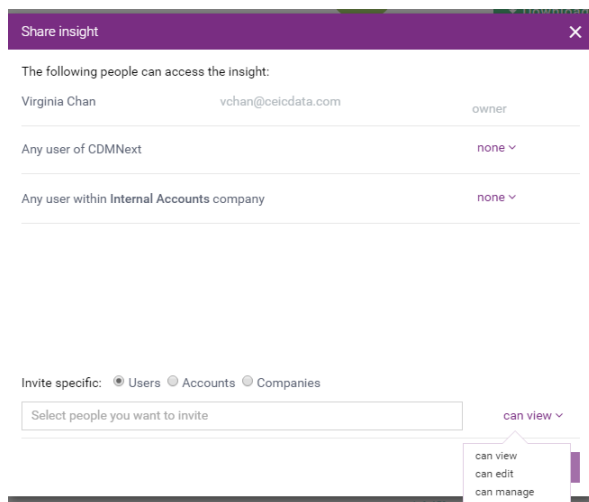 Download
Share insight
The following people can access the insight:
Virginia Chan vchan@ceicdata.com owner
Any user of CDMNext none
Any user within Internal Accounts company none
Invite specific: Users Accounts Companies
Select people you want to invite can view
can view
can edit
can manage